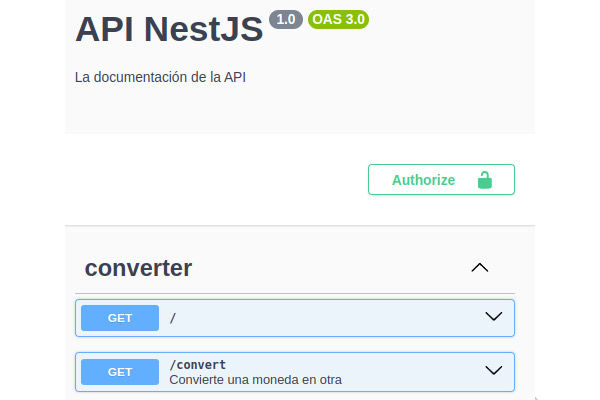 API NestJS 1.0 OAS 3.0
La documentación de la API
Authorize
converter
GET /
GET /convert
Convierte una moneda en otra